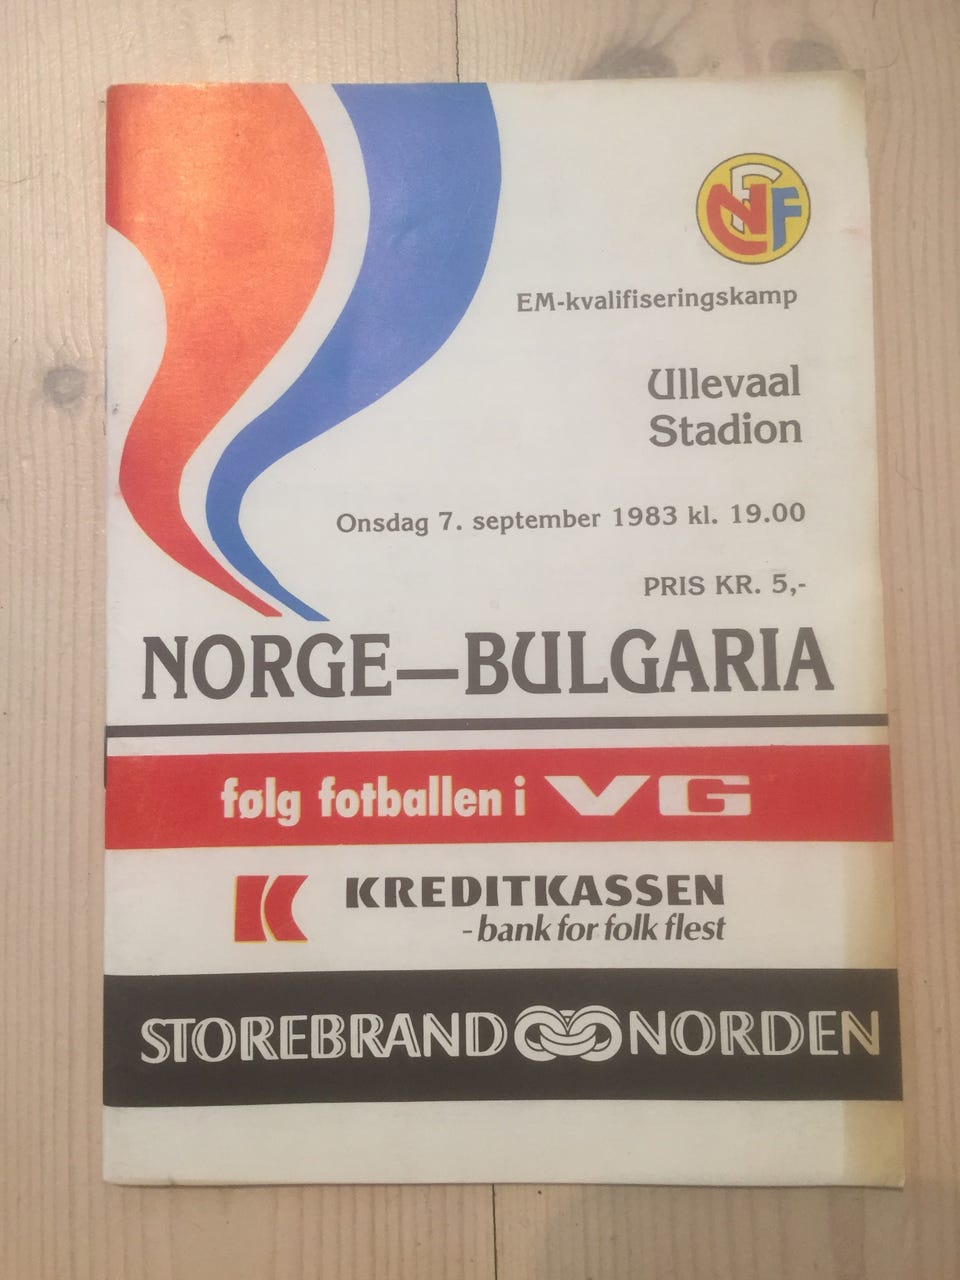 NFF
EM-kvalifiseringskamp
Ullevaal
Stadion
Onsdag 7. september 1983 kl. 19.00
PRIS KR. 5,-
NORGE—BULGARIA
følg fotballen i VG
K KREDITKASSEN
- bank for folk flest
STOREBRAND NORDEN